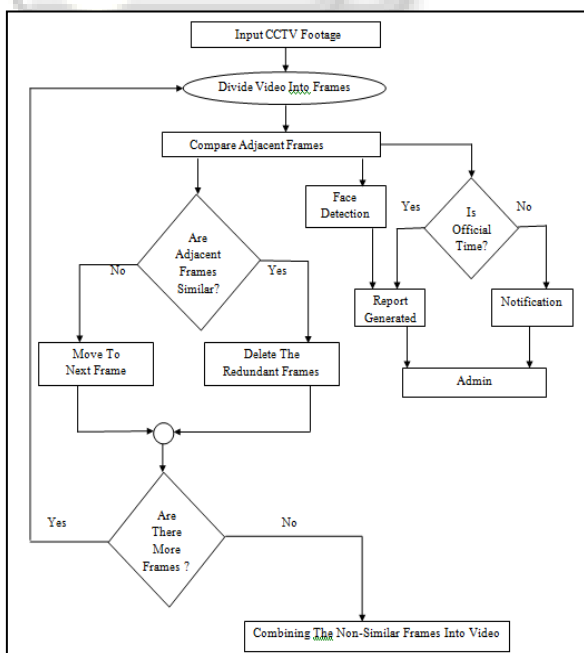 Input CCTV Footage
Divide Video Into Frames
Compare Adjacent Frames
Face
Detection
Yes
Is
Official
Time?
No
Are
Adjacent
Frames
Similar?
No
Yes
Report
Generated
Notification
Move To
Next Frame
Delete The
Redundant Frames
Admin
Yes
Are
There
More
Frames ?
No
Combining The Non-Similar Frames Into Video